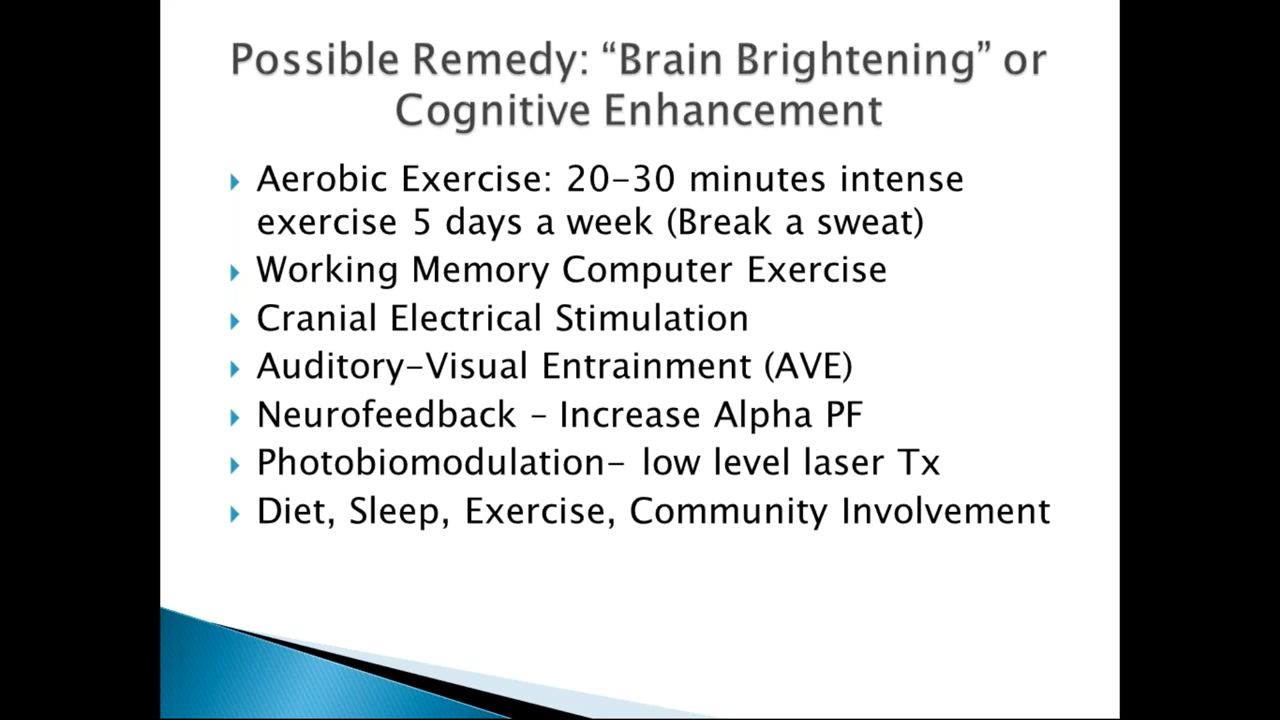 Possible Remedy: “Brain Brightening” or
Cognitive Enhancement
Aerobic Exercise: 20-30 minutes intense
exercise 5 days a week (Break a sweat)
Working Memory Computer Exercise
Cranial Electrical Stimulation
Auditory-Visual Entrainment (AVE)
Neurofeedback – Increase Alpha PF
Photobiomodulation- low level laser Tx
Diet, Sleep, Exercise, Community Involvement